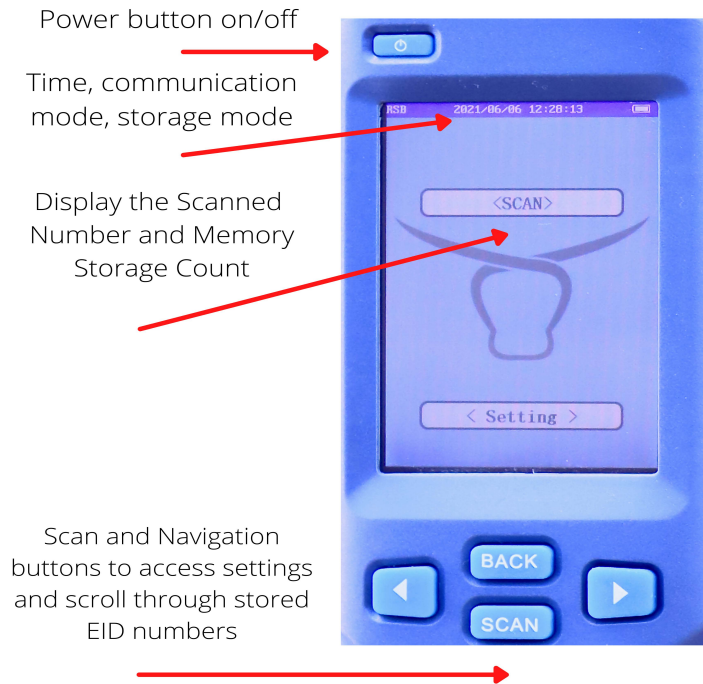 Power button on/off
Time, communication
mode, storage mode
RSB 2021/06/06 12:28:13
Display the Scanned
Number and Memory
Storage Count
<SCAN>
< Setting >
Scan and Navigation
buttons to access settings
and scroll through stored
EID numbers
BACK
SCAN